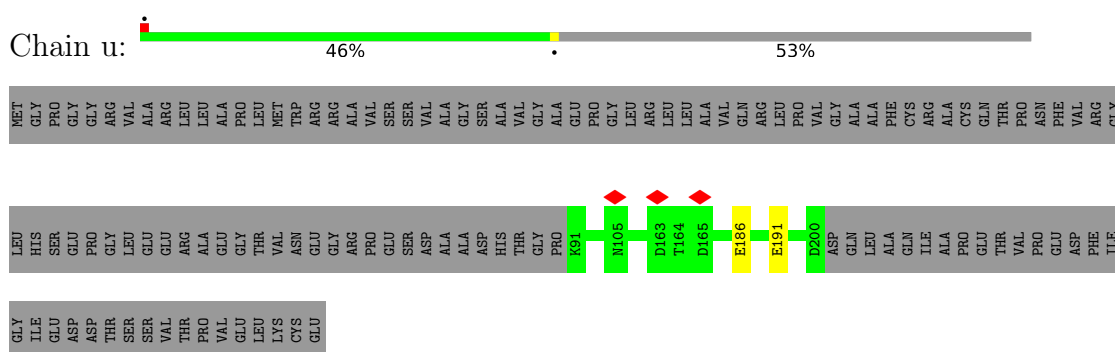 Chain u: 46% 53%
MET GLY PRO GLY GLY ARG VAL ALA ARG LEU LEU ALA PRO LEU MET TRP ARG ARG ALA VAL SER SER VAL ALA GLY SER ALA VAL GLY ALA GLU PRO GLY LEU ARG LEU LEU ALA VAL GLN ARG LEU PRO VAL GLY ALA ALA PHE CYS ARG ALA CYS GLN THR PRO ASN PHE VAL ARG GLY
LEU HIS SER GLU PRO GLY LEU GLU GLU ARG ALA GLU GLY THR VAL ASN GLU GLY ARG PRO GLU SER ASP ALA ALA ASP HIS THR GLY PRO K91 N105 D163 T164 D165 E186 E191 D200 ASP GLN LEU ALA GLN ILE ALA PRO GLU THR VAL PRO GLU ASP PHE ILE
GLY ILE GLU ASP ASP THR SER SER VAL THR PRO VAL GLU LEU LYS CYS GLU